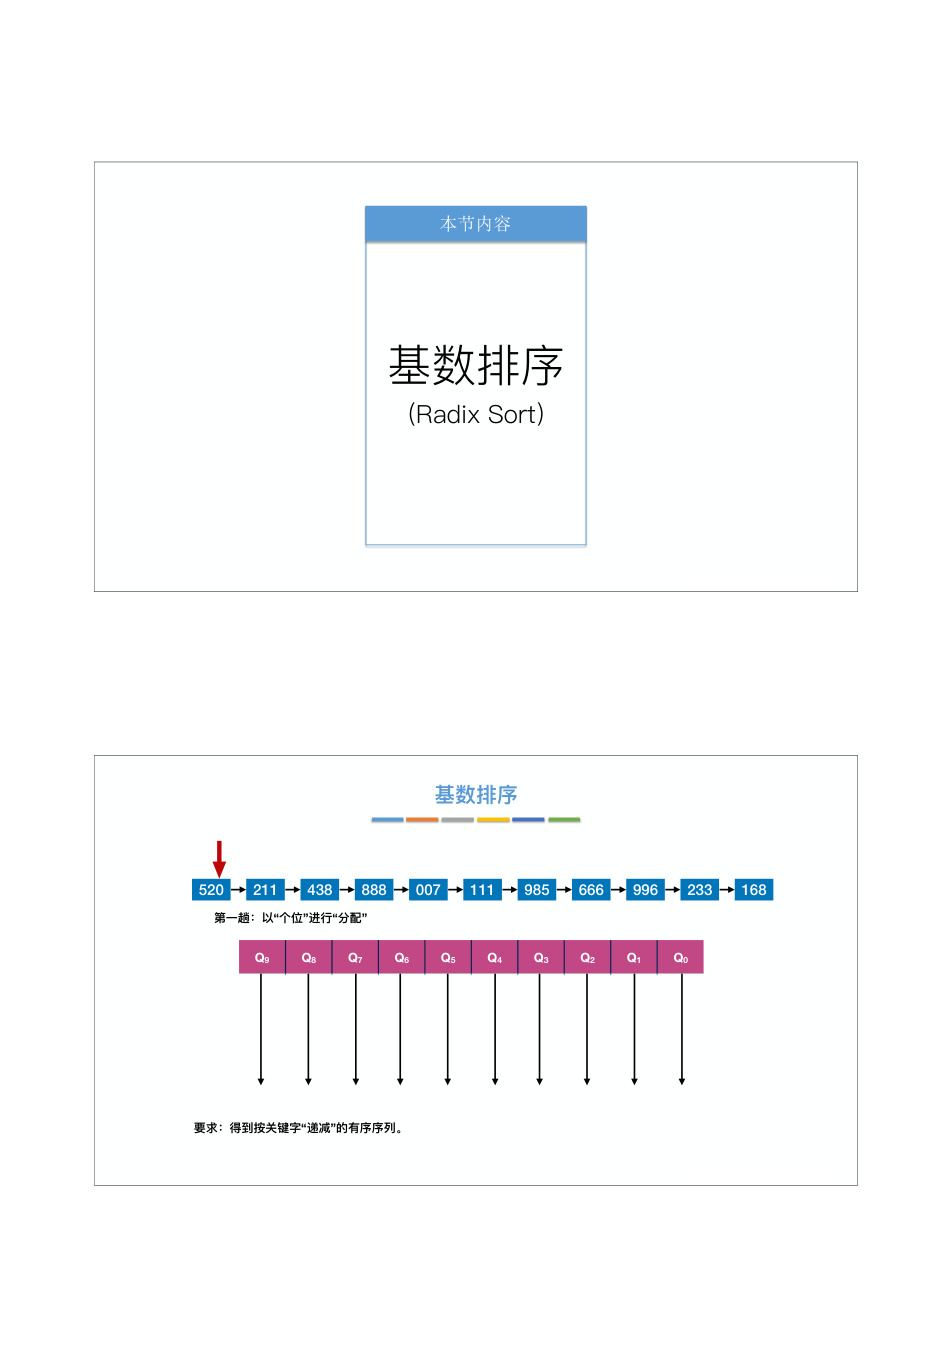 本节内容
基数排序
(Radix Sort)
基数排序
520 211 438 888 007 111 985 666 996 233 168
第一趟：以“个位”进行“分配”
Q₉ Q₈ Q₇ Q₆ Q₅ Q₄ Q₃ Q₂ Q₁ Q₀
要求：得到按关键字“递减”的有序序列。